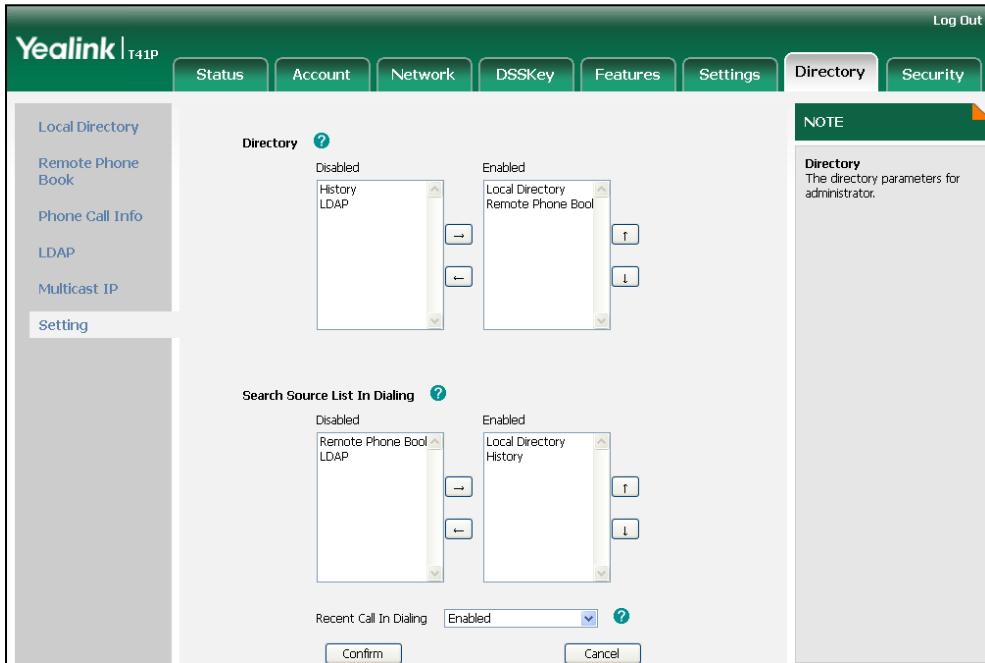 Log Out
Yealink | T41P
Status Account Network DSSKey Features Settings Directory Security
Local Directory
Remote Phone
Book
Phone Call Info
LDAP
Multicast IP
Setting
Directory ?
Disabled Enabled
History
LDAP
Local Directory
Remote Phone Bool
→
←
↑
↓
Search Source List In Dialing ?
Disabled Enabled
Remote Phone Bool
LDAP
Local Directory
History
→
←
↑
↓
Recent Call In Dialing Enabled ?
Confirm Cancel
NOTE
Directory
The directory parameters for
administrator.